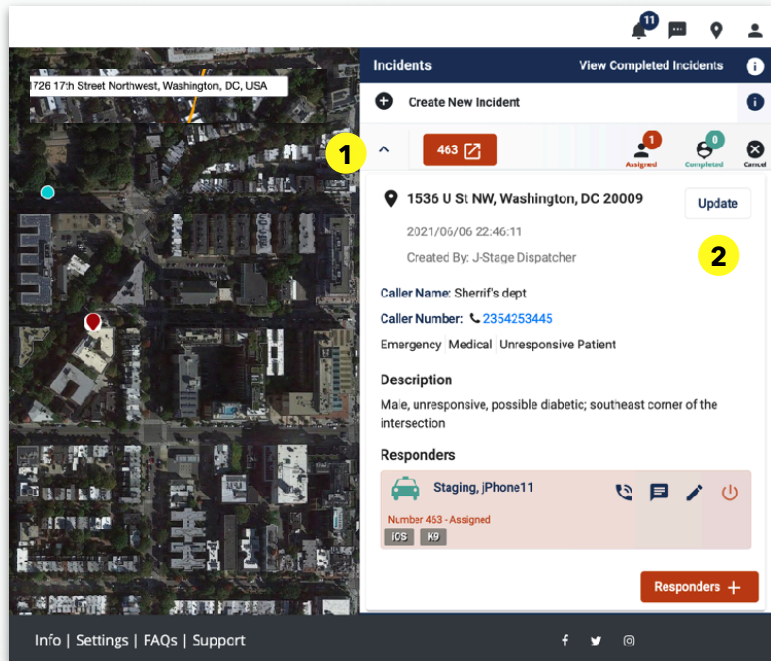 11
1726 17th Street Northwest, Washington, DC, USA
Incidents
View Completed Incidents
i
Create New Incident
i
1
463
1
Assigned
0
Completed
Cancel
1536 U St NW, Washington, DC 20009
Update
2021/06/06 22:46:11
Created By: J-Stage Dispatcher
2
Caller Name: Sherrif's dept
Caller Number: 2354253445
Emergency Medical Unresponsive Patient
Description
Male, unresponsive, possible diabetic; southeast corner of the
intersection
Responders
Staging, jPhone11
Number 453 - Assigned
iOS K9
Responders +
Info | Settings | FAQs | Support